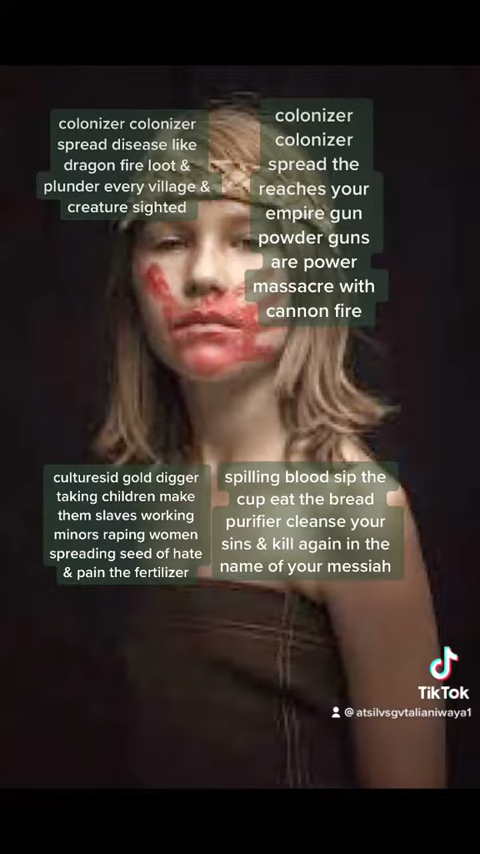 colonizer colonizer
spread disease like
dragon fire loot &
plunder every village &
creature sighted
colonizer
colonizer
spread the
reaches your
empire gun
powder guns
are power
massacre with
cannon fire
culturesid gold digger
taking children make
them slaves working
minors raping women
spreading seed of hate
& pain the fertilizer
spilling blood sip the
cup eat the bread
purifier cleanse your
sins & kill again in the
name of your messiah
TikTok
@atsilvsgvtalianiwaya1